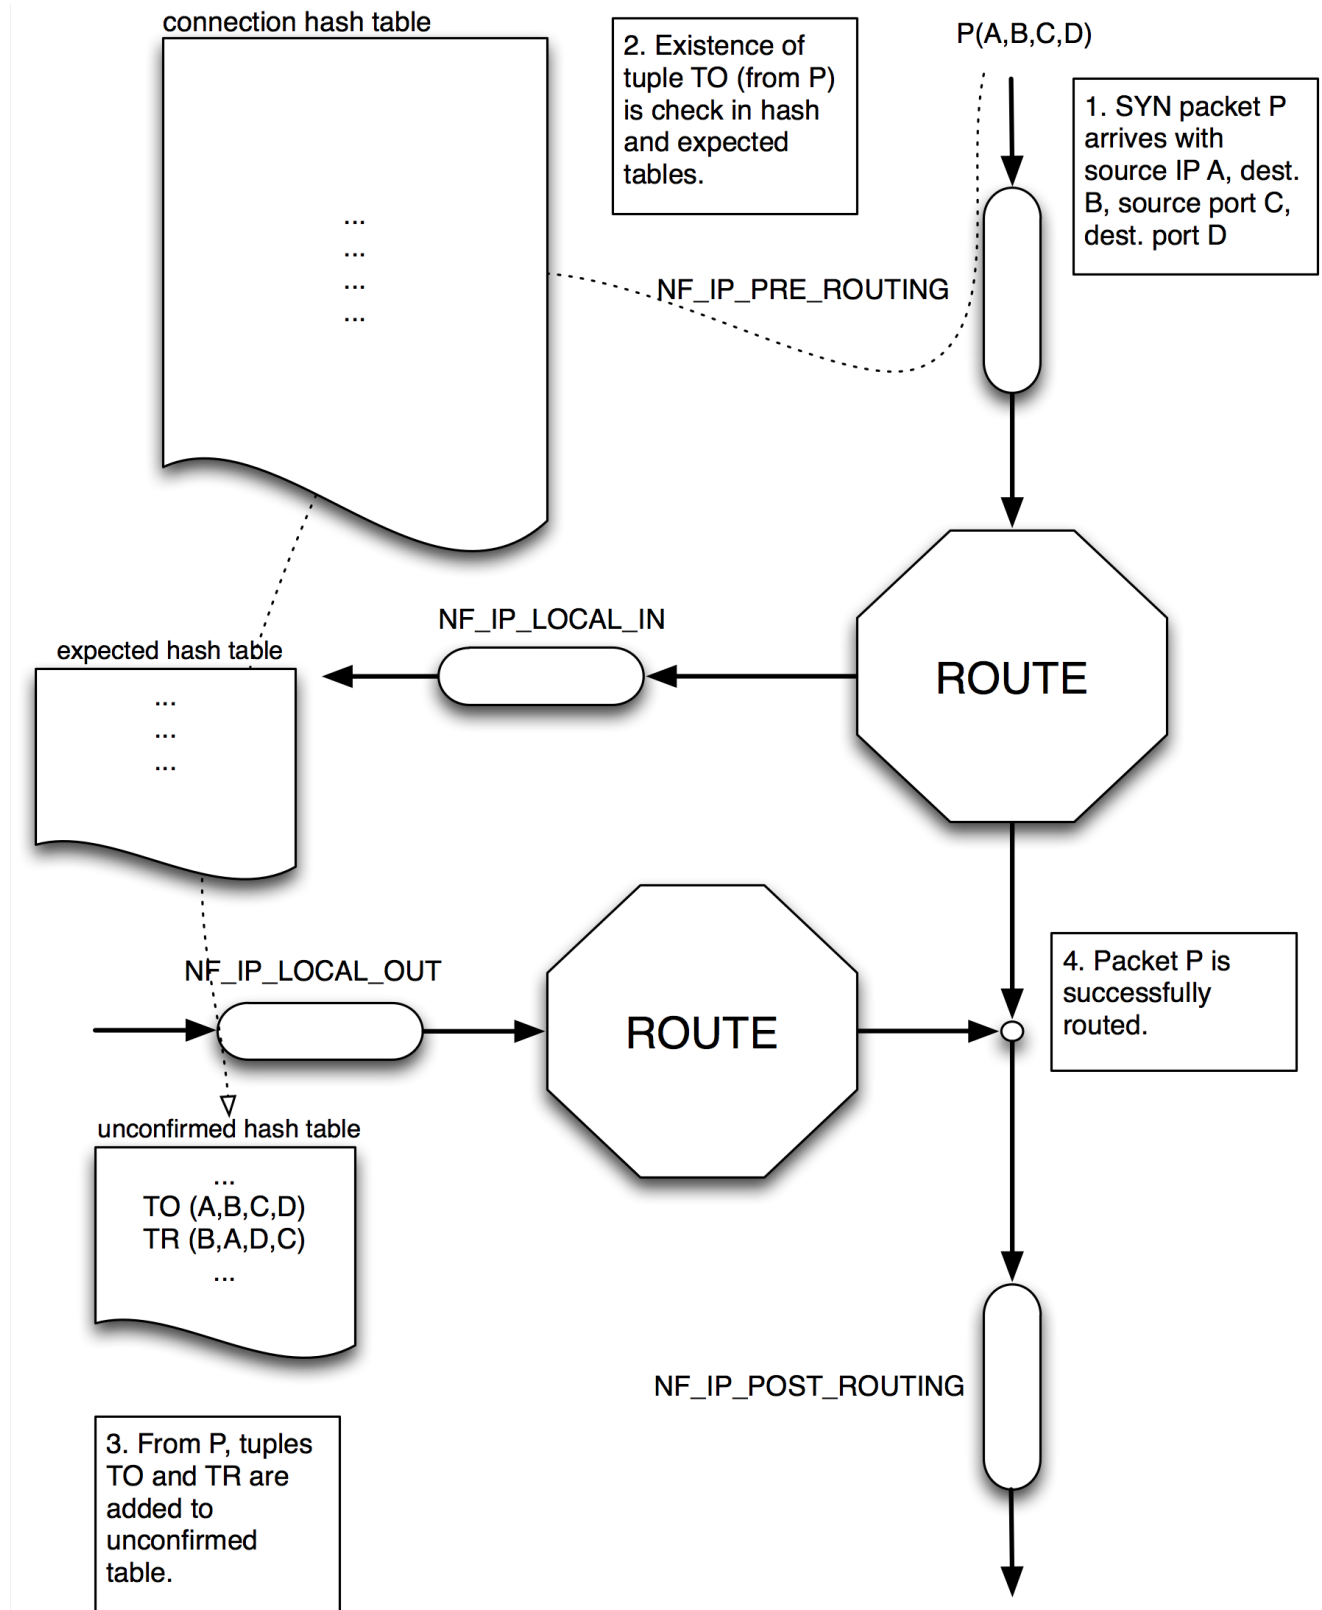 connection hash table
...
...
...
...
2. Existence of
tuple TO (from P)
is check in hash
and expected
tables.
P(A,B,C,D)
1. SYN packet P
arrives with
source IP A, dest.
B, source port C,
dest. port D
NF_IP_PRE_ROUTING
NF_IP_LOCAL_IN
ROUTE
expected hash table
...
...
...
NF_IP_LOCAL_OUT
ROUTE
4. Packet P is
successfully
routed.
unconfirmed hash table
...
TO (A,B,C,D)
TR (B,A,D,C)
...
NF_IP_POST_ROUTING
3. From P, tuples
TO and TR are
added to
unconfirmed
table.